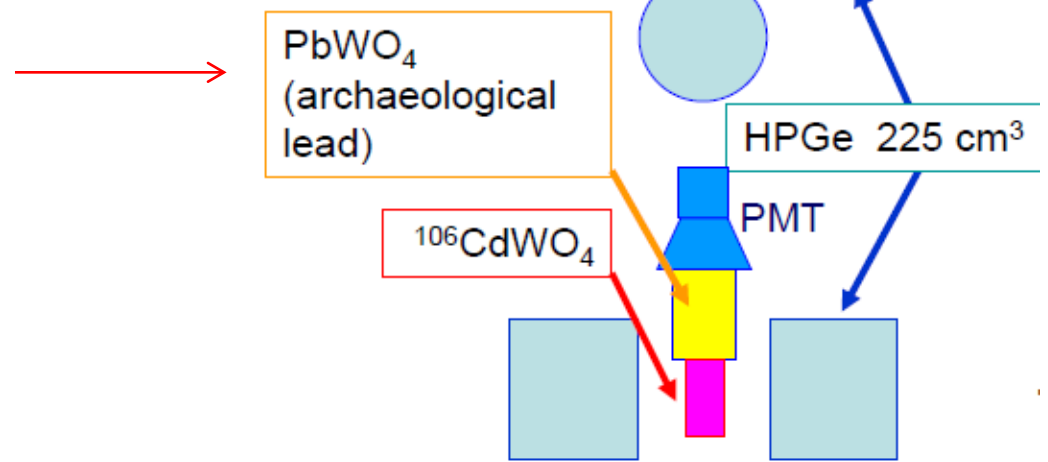 PbWO₄
(archaeological
lead)
HPGe 225 cm³
PMT
¹⁰⁶CdWO₄